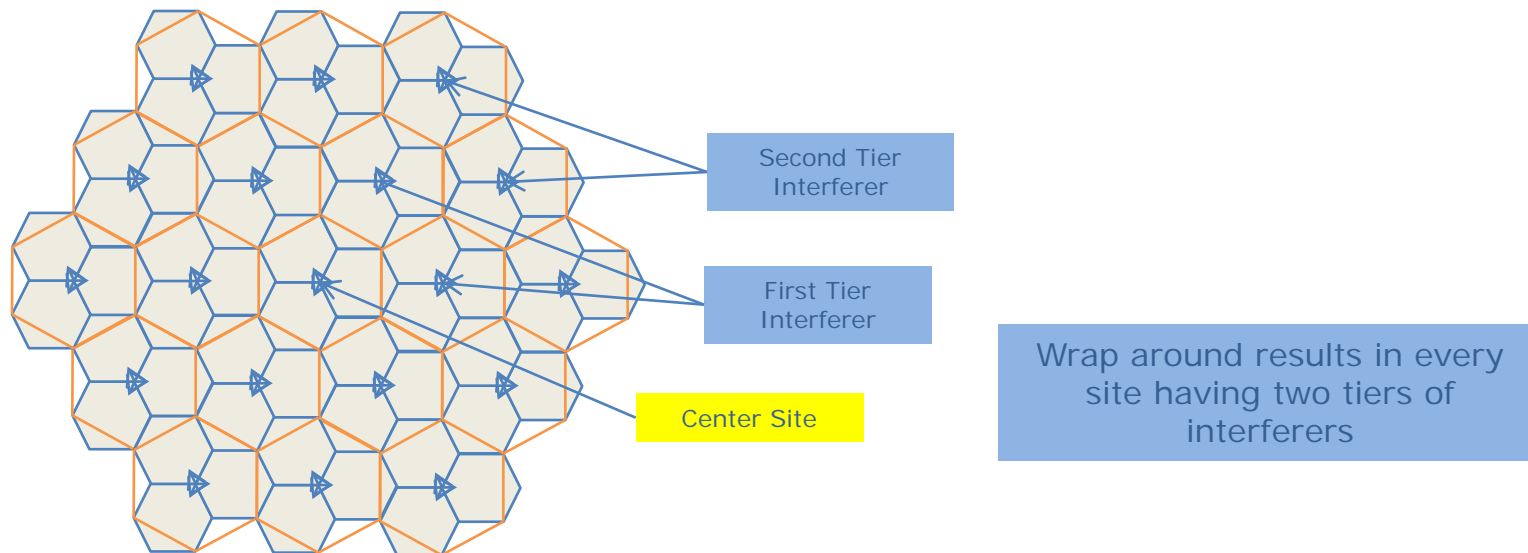 Second Tier
Interferer
First Tier
Interferer
Center Site
Wrap around results in every
site having two tiers of
interferers